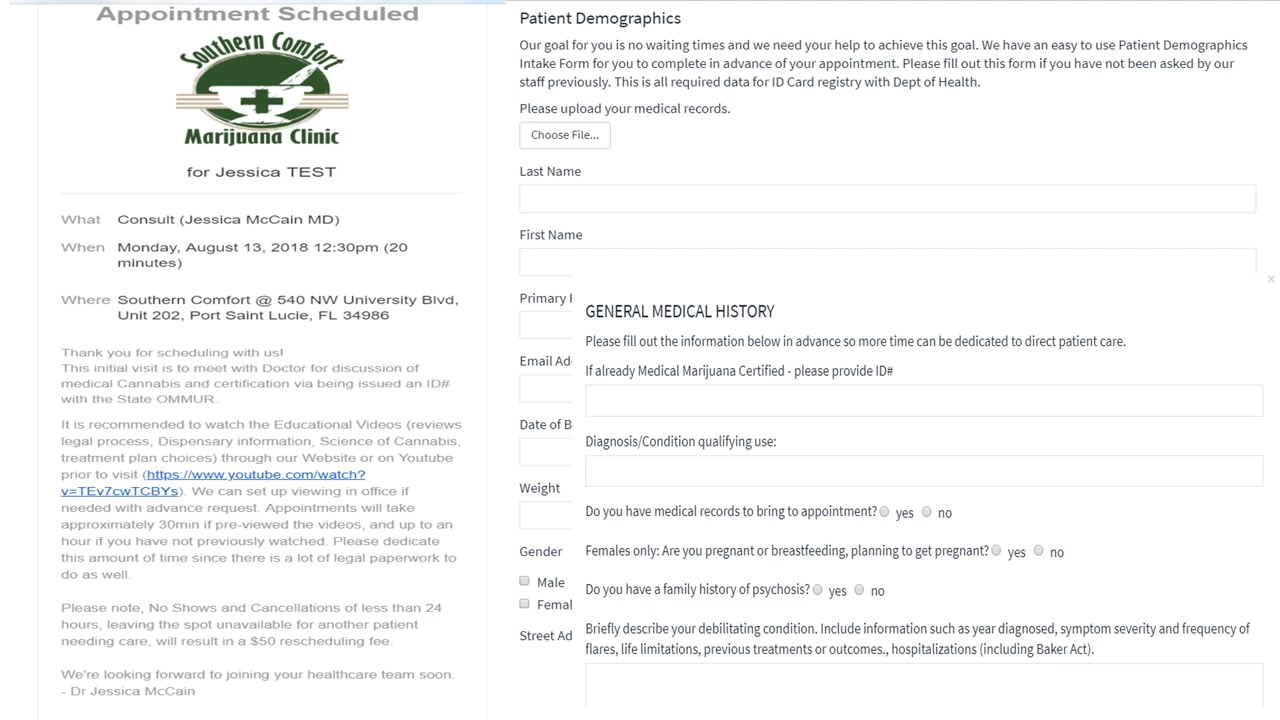 Appointment Scheduled
Southern Comfort
Marijuana Clinic
for Jessica TEST
What Consult (Jessica McCain MD)
When Monday, August 13, 2018 12:30pm (20
minutes)
Where Southern Comfort @ 540 NW University Blvd,
Unit 202, Port Saint Lucie, FL 34986
Thank you for scheduling with us!
This initial visit is to meet with Doctor for discussion of
medical Cannabis and certification via being issued an ID#
with the State OMMUR.
It is recommended to watch the Educational Videos (reviews
legal process, Dispensary information, Science of Cannabis,
treatment plan choices) through our Website or on Youtube
prior to visit (https://www.youtube.com/watch?
v=TEv7cwTCBYs). We can set up viewing in office if
needed with advance request. Appointments will take
approximately 30min if pre-viewed the videos, and up to an
hour if you have not previously watched. Please dedicate
this amount of time since there is a lot of legal paperwork to
do as well.
Please note, No Shows and Cancellations of less than 24
hours, leaving the spot unavailable for another patient
needing care, will result in a $50 rescheduling fee.
We're looking forward to joining your healthcare team soon.
- Dr Jessica McCain
Patient Demographics
Our goal for you is no waiting times and we need your help to achieve this goal. We have an easy to use Patient Demographics
Intake Form for you to complete in advance of your appointment. Please fill out this form if you have not been asked by our
staff previously. This is all required data for ID Card registry with Dept of Health.
Please upload your medical records.
Choose File...
Last Name
First Name
Primary P
Email Ad
Date of B
Weight
Gender
Male
Femal
Street Ad
GENERAL MEDICAL HISTORY
Please fill out the information below in advance so more time can be dedicated to direct patient care.
If already Medical Marijuana Certified - please provide ID#
Diagnosis/Condition qualifying use:
Do you have medical records to bring to appointment? yes no
Females only: Are you pregnant or breastfeeding, planning to get pregnant? yes no
Do you have a family history of psychosis? yes no
Briefly describe your debilitating condition. Include information such as year diagnosed, symptom severity and frequency of
flares, life limitations, previous treatments or outcomes., hospitalizations (including Baker Act).